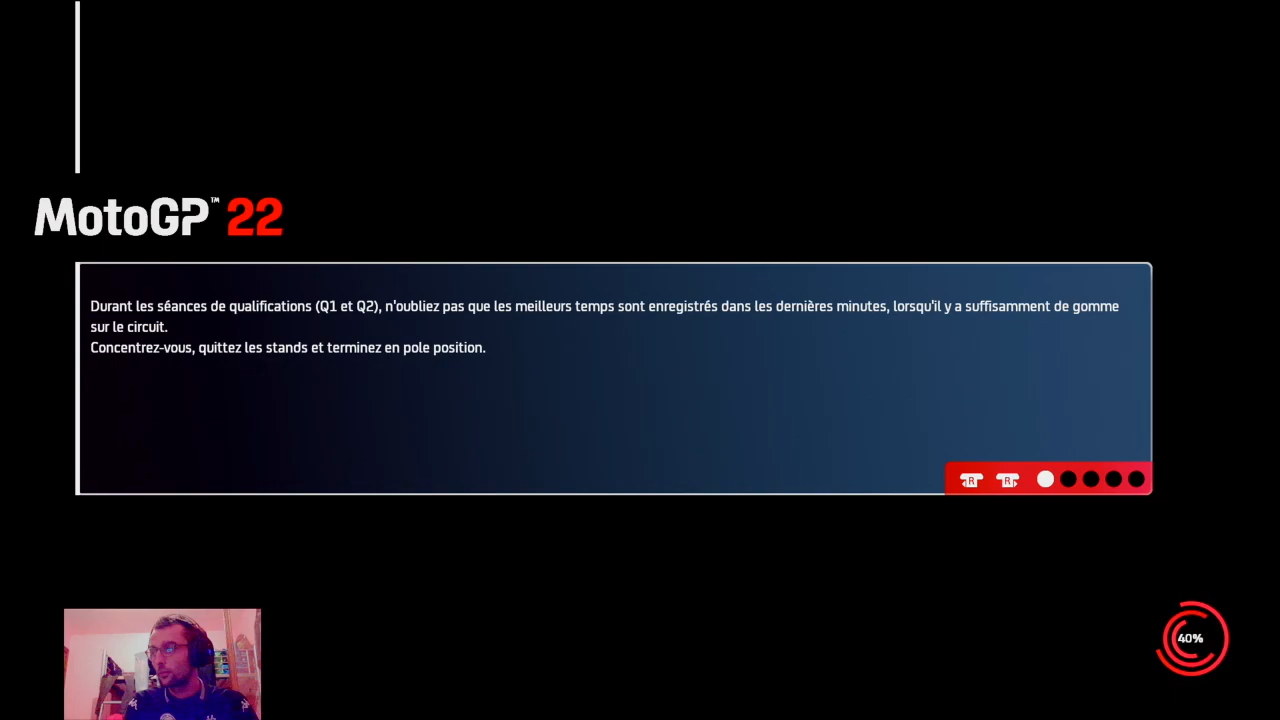 MotoGP™ 22
Durant les séances de qualifications (Q1 et Q2), n'oubliez pas que les meilleurs temps sont enregistrés dans les dernières minutes, lorsqu'il y a suffisamment de gomme
sur le circuit.
Concentrez-vous, quittez les stands et terminez en pole position.
R R
40%